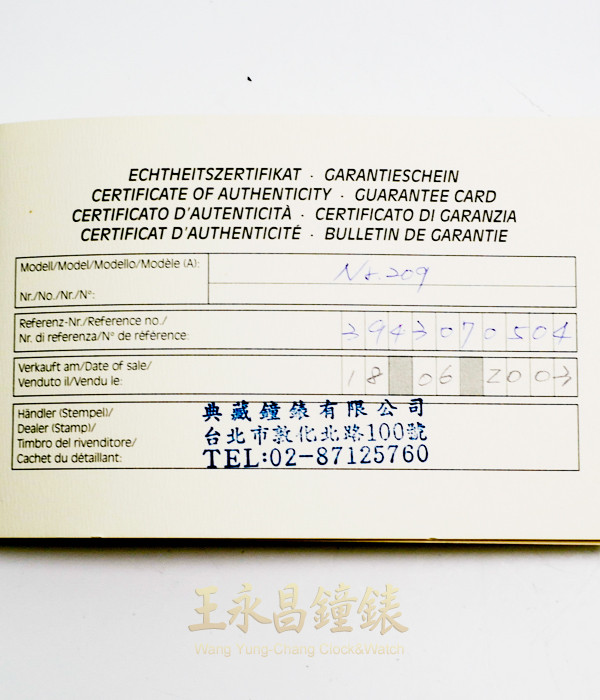 ECHTHEITSZERTIFIKAT · GARANTIESCHEIN
CERTIFICATE OF AUTHENTICITY · GUARANTEE CARD
CERTIFICATO D'AUTENTICITÀ · CERTIFICATO DI GARANZIA
CERTIFICAT D'AUTHENTICITÉ · BULLETIN DE GARANTIE
Modell/Model/Modello/Modèle (A):
Nr. 209
Nr./No./Nr./N°:
Referenz-Nr./Reference no./
Nr. di referenza/N° de référence:
3943070504
Verkauft am/Date of sale/
Venduto il/Vendu le:
18 06 2003
Händler (Stempel)/
Dealer (Stamp)/
Timbro del rivenditore/
Cachet du détaillant:
典藏鐘錶有限公司
台北市敦化北路100號
TEL:02-87125760
王永昌鐘錶
Wang Yung-Chang Clock&Watch